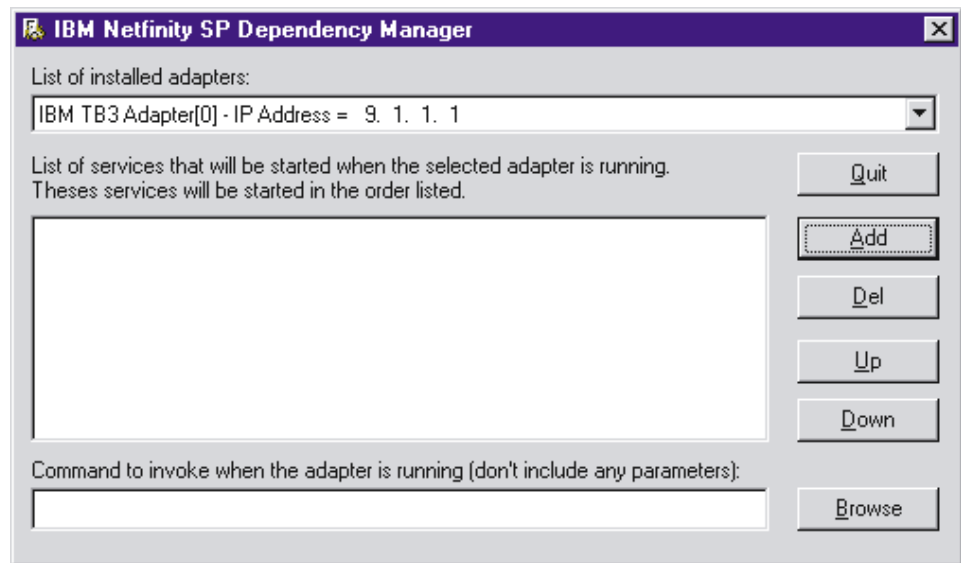 IBM Netfinity SP Dependency Manager
List of installed adapters:
IBM TB3 Adapter[0] - IP Address = 9. 1. 1. 1
List of services that will be started when the selected adapter is running.
Theses services will be started in the order listed.
Quit
Add
Del
Up
Down
Command to invoke when the adapter is running (don't include any parameters):
Browse